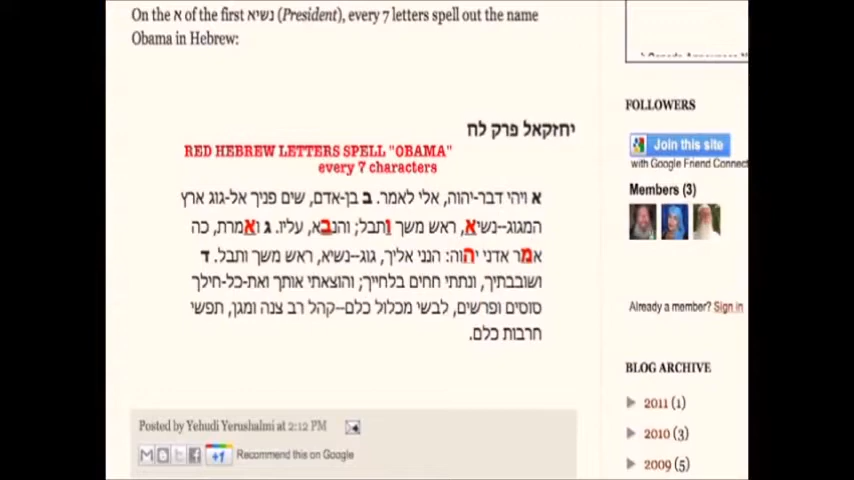 On the א of the first נשיא (President), every 7 letters spell out the name
Obama in Hebrew:
יחזקאל פרק לח
RED HEBREW LETTERS SPELL "OBAMA"
every 7 characters
א ויהי דבר-יהוה, אלי לאמר. ב בן-אדם, שים פניך אל-גוג ארץ
המגוג--נשיא, ראש משך ותבל; והנבא, עליו. ג ואמרת, כה
אמר אדני יהוה: הנני אליך, גוג--נשיא, ראש משך ותבל. ד
ושובבתיך, ונתתי חחים בלחייך; והוצאתי אותך ואת-כל-חילך
סוסים ופרשים, לבשי מכלול כלם--קהל רב צנה ומגן, תפשי
חרבות כלם.
Posted by Yehudi Yerushalmi at 2:12 PM
+1
Recommend this on Google
FOLLOWERS
Join this site
with Google Friend Connect
Members (3)
Already a member? Sign in
BLOG ARCHIVE
► 2011 (1)
► 2010 (3)
► 2009 (5)